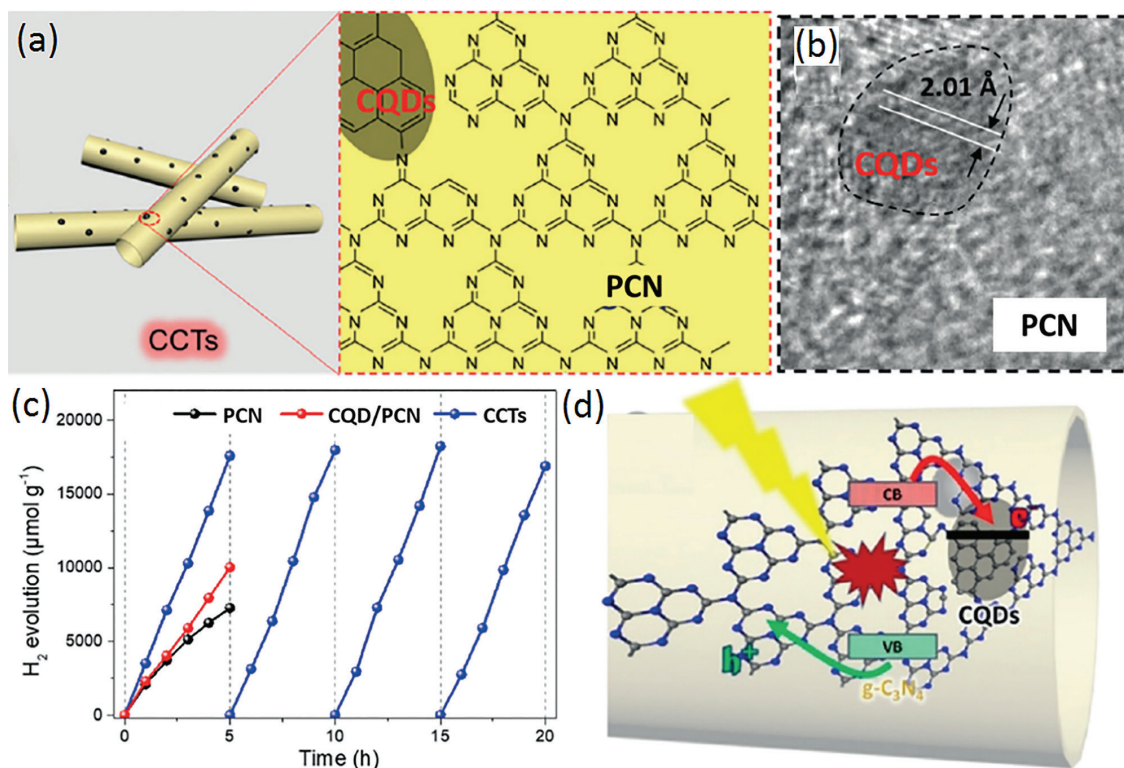 (a)
CQDs
PCN
CCTs
(b)
2.01 Å
CQDs
PCN
(c)
PCN CQD/PCN CCTs
H₂ evolution (µmol g⁻¹)
20000
15000
10000
5000
0
0 5 10 15 20
Time (h)
(d)
CB
e⁻
CQDs
VB
h⁺
g-C₃N₄